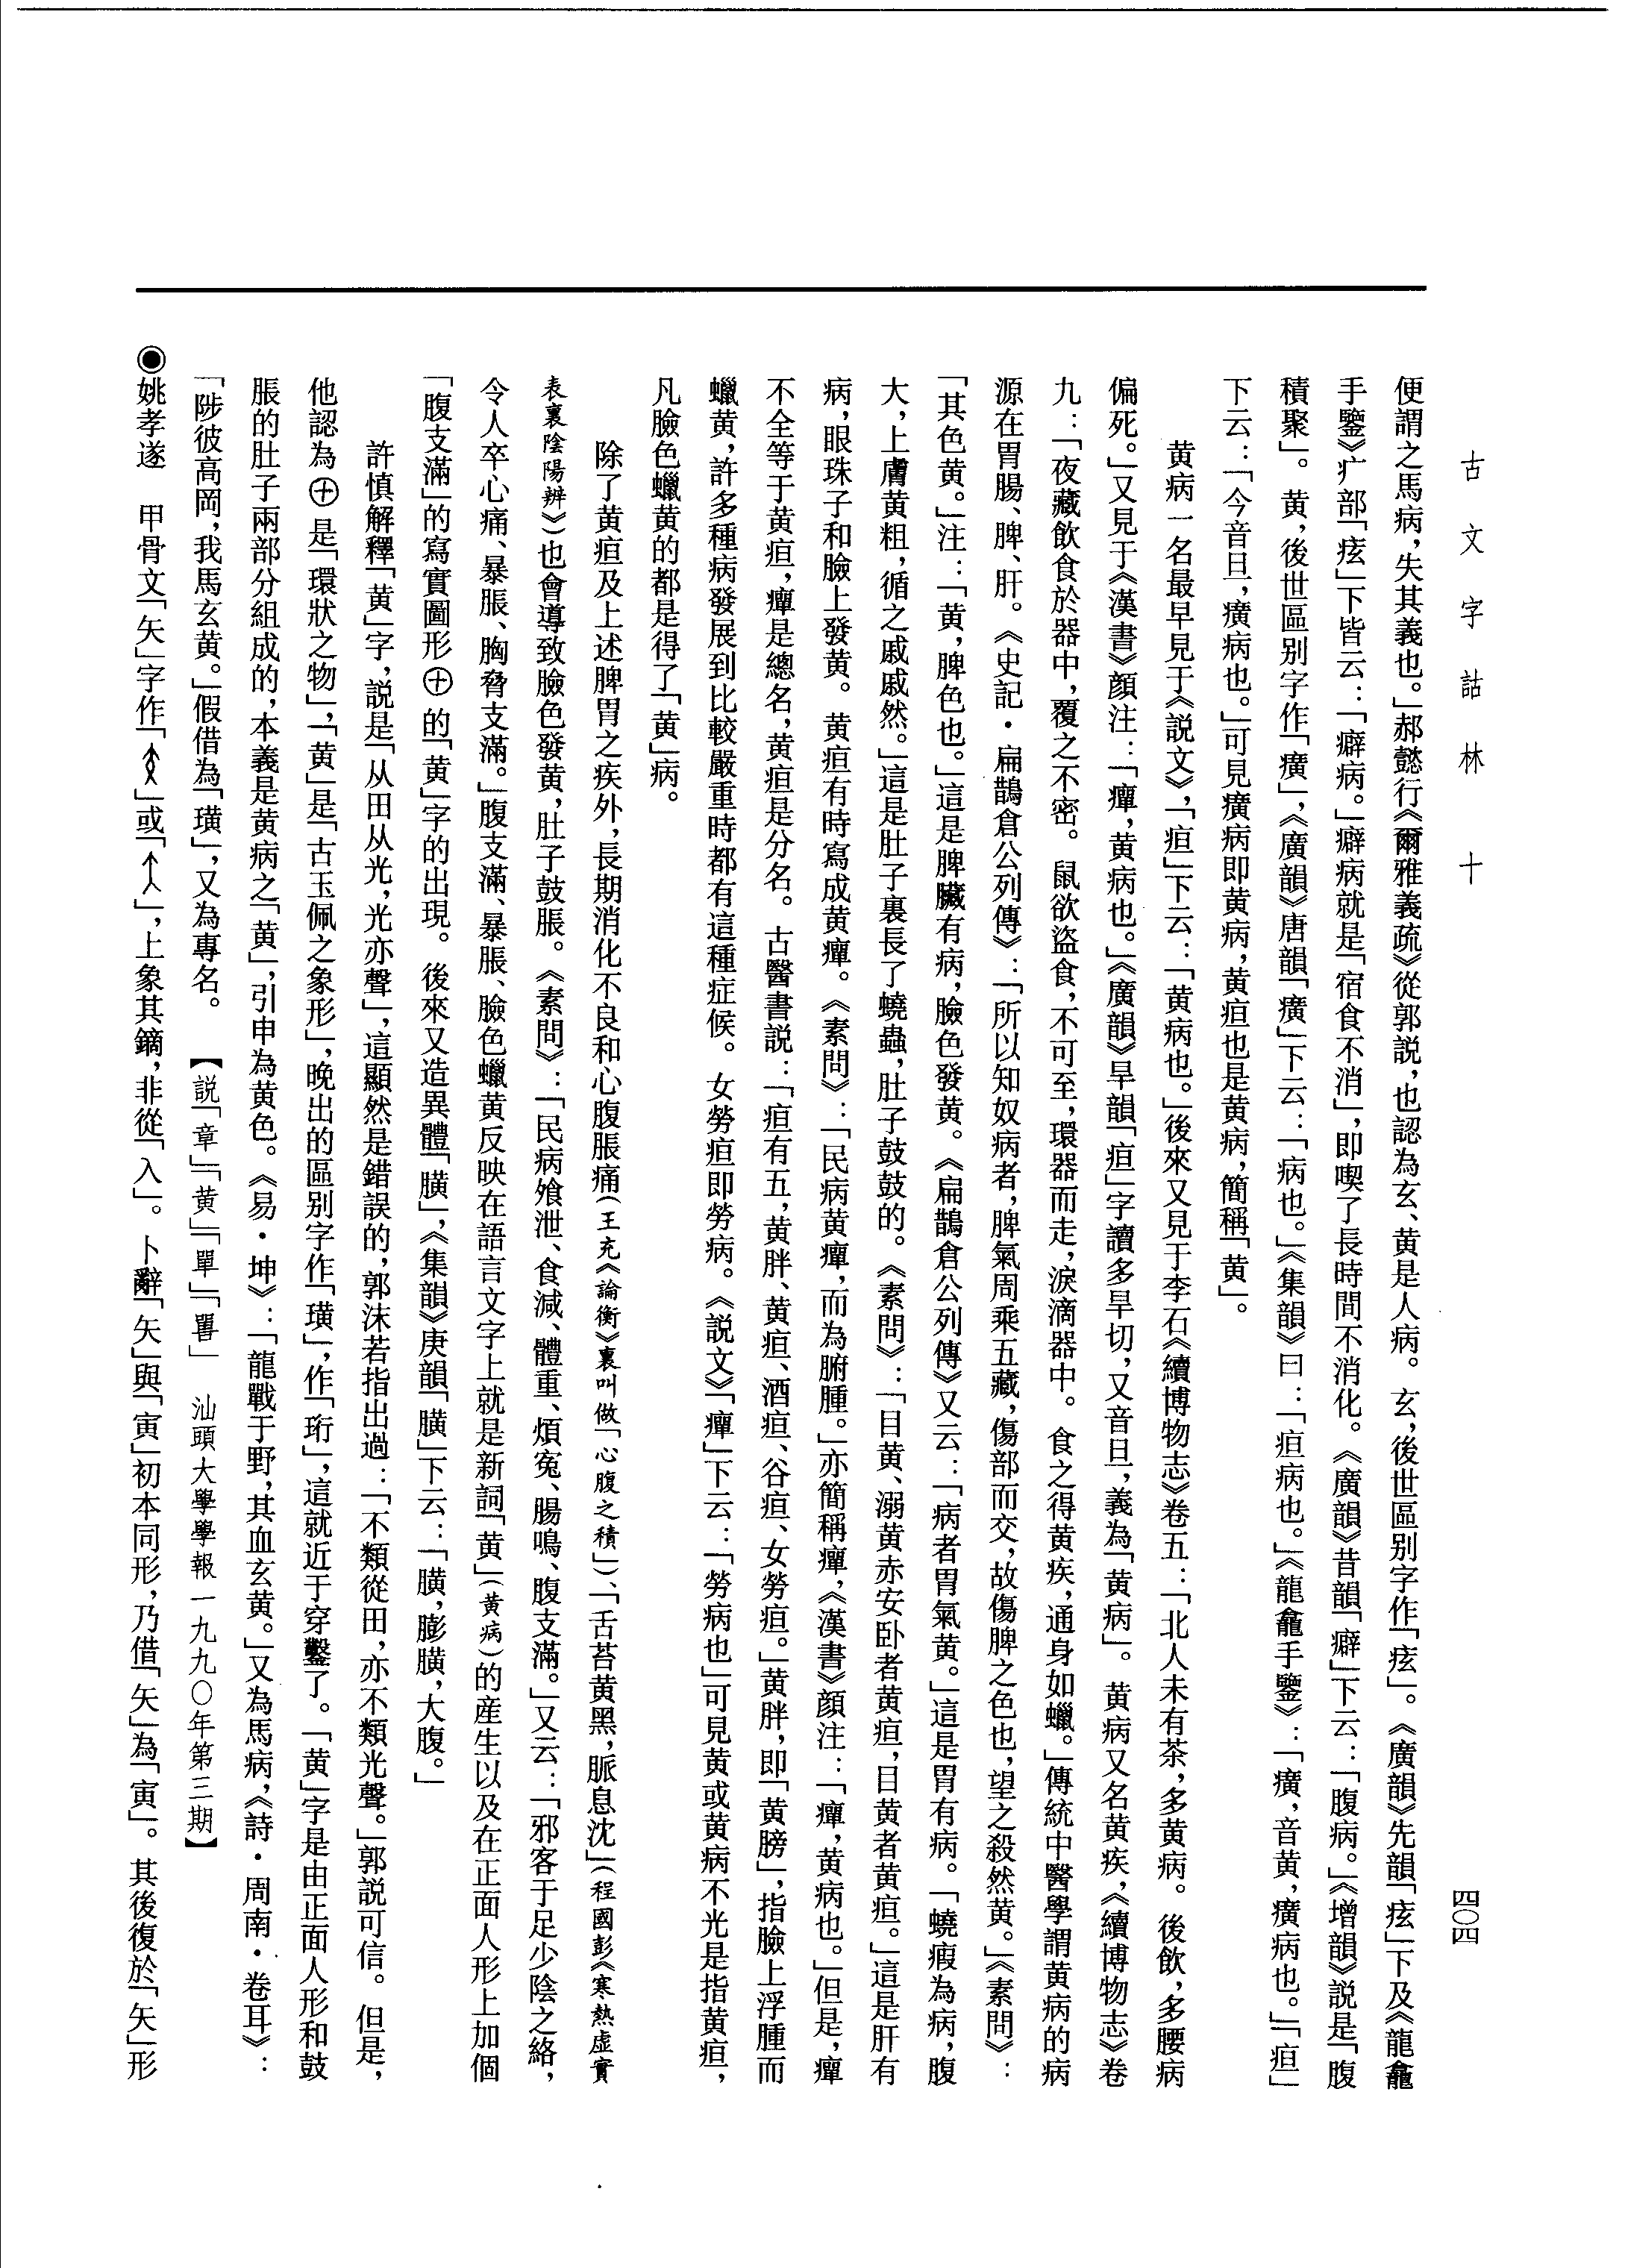 古文字詁林 十
四〇四
便謂之馬病，失其義也。」郝懿行《爾雅義疏》從郭説，也認為玄、黄是人病。玄，後世區别字作「痃」。《廣韻》先韻「痃」下及《龍龕
手鑒》疒部「痃」下皆云：「癖病。」癖病就是「宿食不消」，即喫了長時間不消化。《廣韻》昔韻「癖」下云：「腹病。」《增韻》説是「腹
積聚」。黄，後世區别字作「癀」，《廣韻》唐韻「癀」下云：「病也。」《集韻》曰：「疸病也。」《龍龕手鑒》：「癀，音黄，癀病也。」「疸」
下云：「今音旦，癀病也。」可見癀病即黄病，黄疸也是黄病，簡稱「黄」。
黄病一名最早見于《説文》，「疸」下云：「黄病也。」後來又見于李石《續博物志》卷五：「北人未有茶，多黄病。後飲，多腰病
偏死。」又見于《漢書》顔注：「癉，黄病也。」《廣韻》旱韻「疸」字讀多旱切，又音旦，義為「黄病」。黄病又名黄疾，《續博物志》卷
九：「夜藏飲食於器中，覆之不密。鼠欲盜食，不可至，環器而走，淚滴器中。食之得黄疾，通身如蠟。」傳統中醫學謂黄病的病
源在胃腸、脾、肝。《史記·扁鵲倉公列傳》：「所以知奴病者，脾氣周乘五藏，傷部而交，故傷脾之色也，望之殺然黄。」《素問》：
「其色黄。」注：「黄，脾色也。」這是脾臟有病，臉色發黄。《扁鵲倉公列傳》又云：「病者胃氣黄。」這是胃有病。「蟯瘕為病，腹
大，上膚黄粗，循之戚戚然。」這是肚子裏長了蟯蟲，肚子鼓鼓的。《素問》：「目黄、溺黄赤安卧者黄疸，目黄者黄疸。」這是肝有
病，眼珠子和臉上發黄。黄疸有時寫成黄癉。《素問》：「民病黄癉，而為腑腫。」亦簡稱癉，《漢書》顔注：「癉，黄病也。」但是，癉
不全等于黄疸，癉是總名，黄疸是分名。古醫書説：「疸有五，黄胖、黄疸、酒疸、谷疸、女勞疸。」黄胖，即「黄膀」，指臉上浮腫而
蠟黄，許多種病發展到比較嚴重時都有這種症候。女勞疸即勞病。《説文》「癉」下云：「勞病也」可見黄或黄病不光是指黄疸，
凡臉色蠟黄的都是得了「黄」病。
除了黄疸及上述脾胃之疾外，長期消化不良和心腹脹痛（王充《論衡》裏叫做「心腹之積」）、「舌苔黄黑，脈息沈」（程國彭《寒熱虛實
表裏陰陽辨》）也會導致臉色發黄，肚子鼓脹。《素問》：「民病飧泄、食減、體重、煩冤、腸鳴、腹支滿。」又云：「邪客于足少陰之絡，
令人卒心痛、暴脹、胸脅支滿。」腹支滿、暴脹、臉色蠟黄反映在語言文字上就是新詞「黄」（黄病）的産生以及在正面人形上加個
「腹支滿」的寫實圖形⊕的「黄」字的出現。後來又造異體「䐵」，《集韻》庚韻「䐵」下云：「䐵，膨䐵，大腹。」
許慎解釋「黄」字，説是「从田从光，光亦聲」，這顯然是錯誤的，郭沫若指出過：「不類從田，亦不類光聲。」郭説可信。但是，
他認為⊕是「環狀之物」，「黄」是「古玉佩之象形」，晚出的區别字作「璜」，作「珩」，這就近于穿鑿了。「黄」字是由正面人形和鼓
脹的肚子兩部分組成的，本義是黄病之「黄」，引申為黄色。《易·坤》：「龍戰于野，其血玄黄。」又為馬病，《詩·周南·卷耳》：
「陟彼高岡，我馬玄黄。」假借為「璜」，又為專名。【説「章」「黄」「單」「嘼」 汕頭大學學報一九九〇年第三期】
◉姚孝遂 甲骨文「矢」字作「」或「」，上象其鏑，非從「入」。卜辭「矢」與「寅」初本同形，乃借「矢」為「寅」。其後復於「矢」形